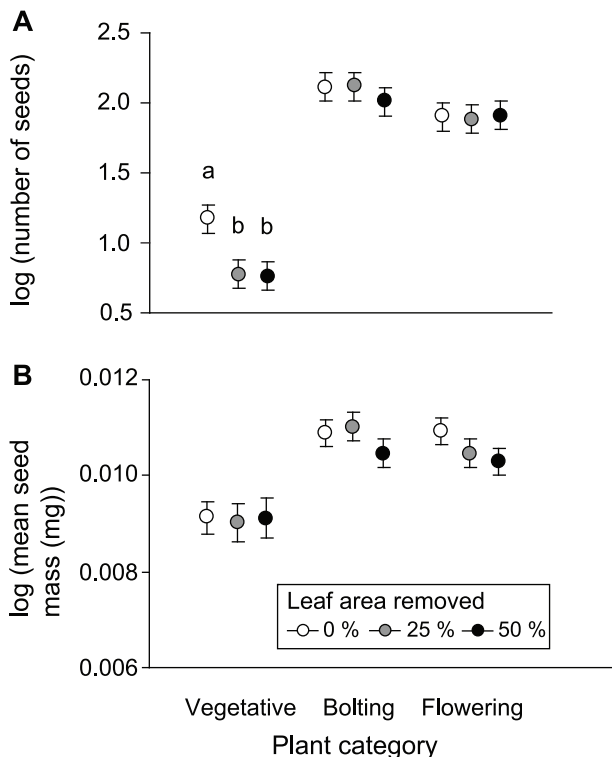 A
log (number of seeds)
2.5
2.0
1.5
1.0
0.5
a
b b
B
log (mean seed
mass (mg))
0.012
0.010
0.008
0.006
Leaf area removed
0 % 25 % 50 %
Vegetative Bolting Flowering
Plant category